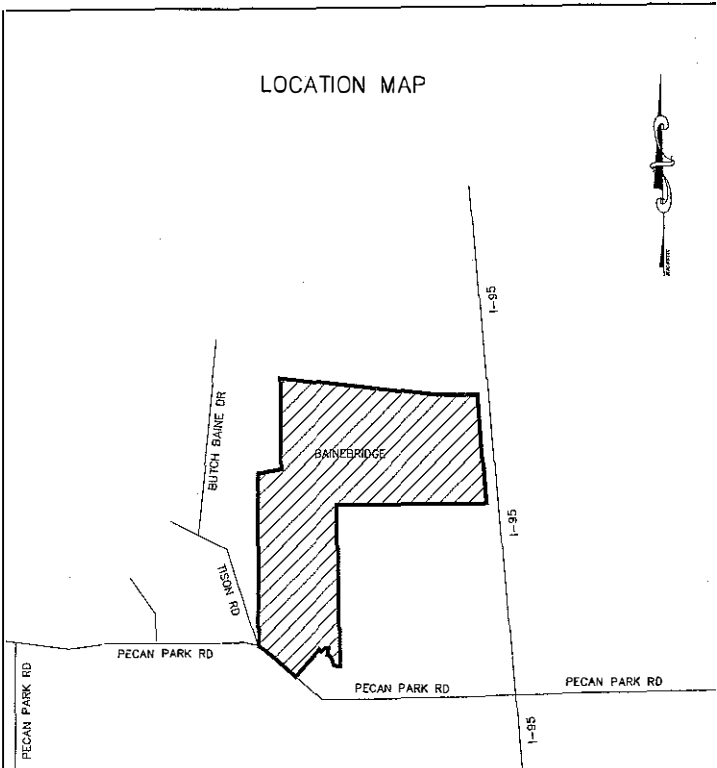 LOCATION MAP
I-95
BUTCH BAINE DR
BAINEBRIDGE
I-95
TISON RD
PECAN PARK RD
PECAN PARK RD
PECAN PARK RD
PECAN PARK RD
I-95